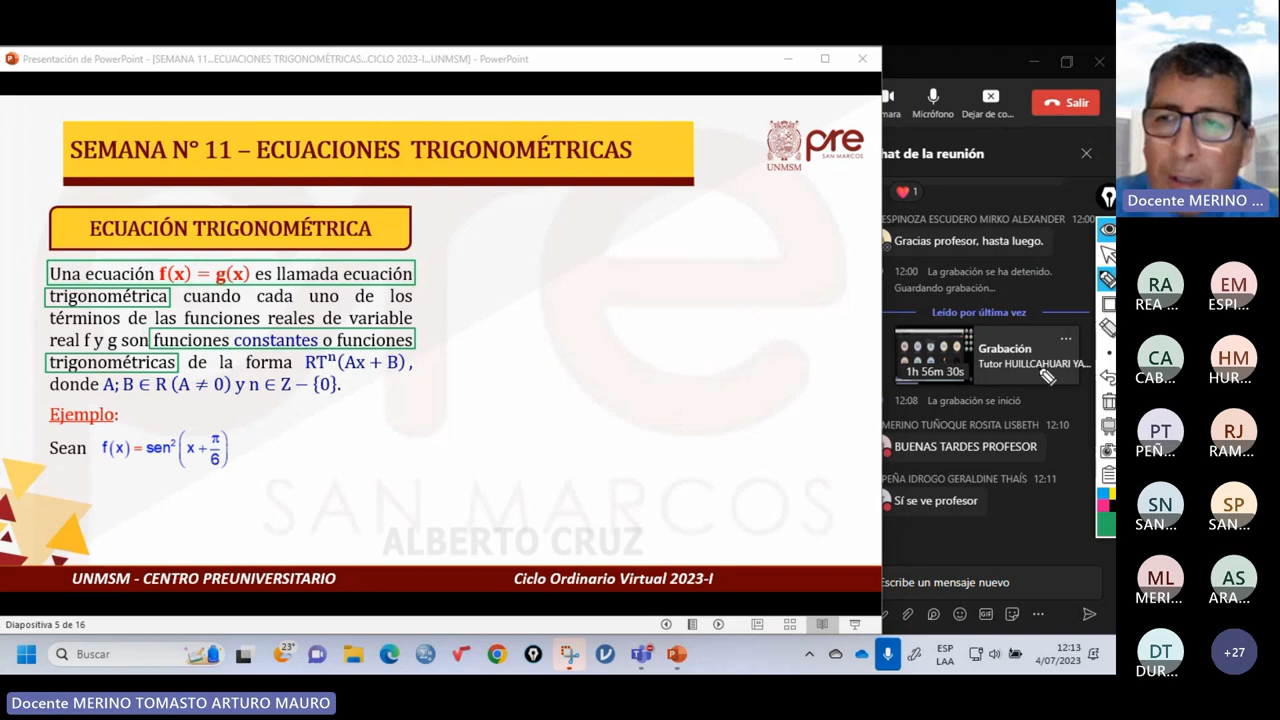 Presentación de PowerPoint - [SEMANA 11...ECUACIONES TRIGONOMÉTRICAS...CICLO 2023-I...UNMSM] - PowerPoint
SEMANA N° 11 – ECUACIONES TRIGONOMÉTRICAS
UNMSM
pre
SAN MARCOS
ECUACIÓN TRIGONOMÉTRICA
Una ecuación f(x) = g(x) es llamada ecuación
trigonométrica cuando cada uno de los
términos de las funciones reales de variable
real f y g son funciones constantes o funciones
trigonométricas de la forma RTⁿ(Ax + B),
donde A; B ∈ R (A ≠ 0) y n ∈ Z − {0}.
Ejemplo:
Sean f(x) = sen²(x + π/6)
SAN MARCOS
ALBERTO CRUZ
UNMSM - CENTRO PREUNIVERSITARIO
Ciclo Ordinario Virtual 2023-I
Diapositiva 5 de 16
mara
Micrófono
Dejar de co...
Salir
hat de la reunión
1
ESPINOZA ESCUDERO MIRKO ALEXANDER 12:00
Gracias profesor, hasta luego.
12:00 La grabación se ha detenido.
Guardando grabación...
Leído por última vez
1h 56m 30s
Grabación
Tutor HUILLCAHUARI YA...
12:08 La grabación se inició
MERINO TUÑOQUE ROSITA LISBETH 12:10
BUENAS TARDES PROFESOR
PEÑA IDROGO GERALDINE THAÍS 12:11
Sí se ve profesor
Escribe un mensaje nuevo
GIF
Docente MERINO ...
RA
REA ...
EM
ESPI...
CA
CAB...
HM
HUR...
PT
PEÑ...
RJ
RAM...
SN
SAN...
SP
SAN...
ML
MERI...
AS
ARA...
DT
DUR...
+27
Buscar
23°
ESP
LAA
12:13
4/07/2023
Docente MERINO TOMASTO ARTURO MAURO